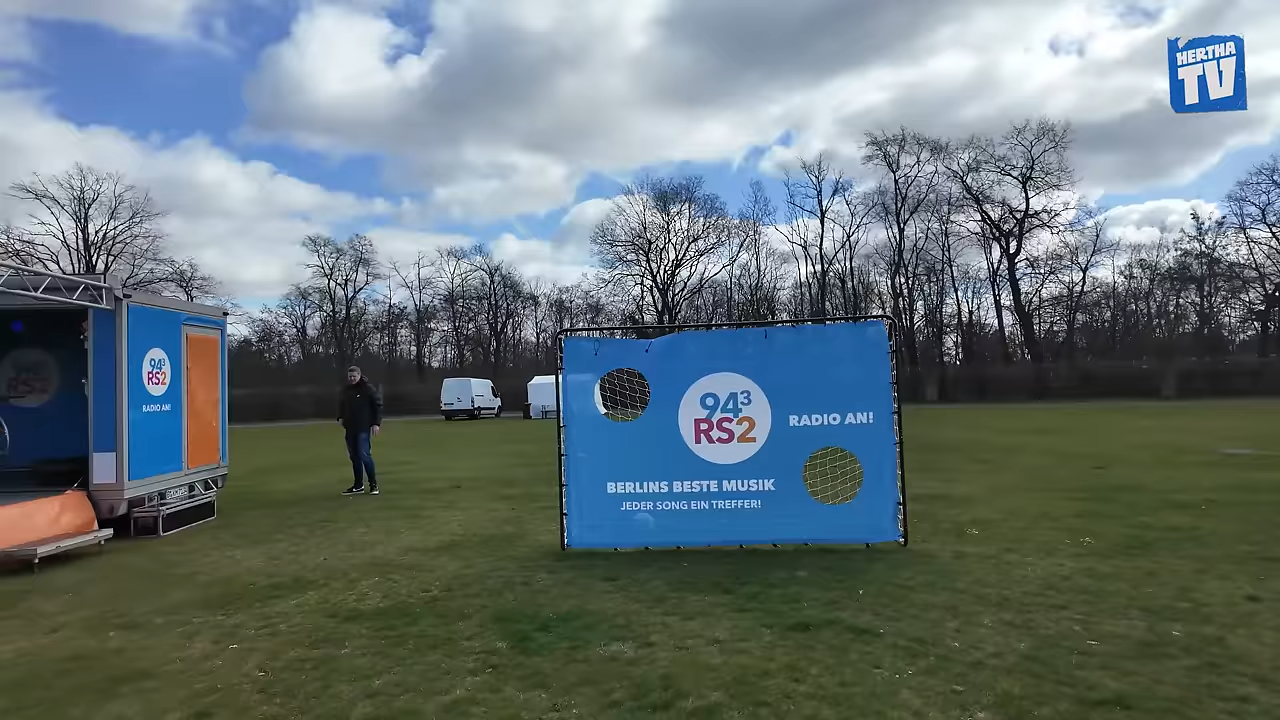 HERTHA
TV
94³
RS2
RADIO AN!
94³
RS2
RADIO AN!
BERLINS BESTE MUSIK
JEDER SONG EIN TREFFER!